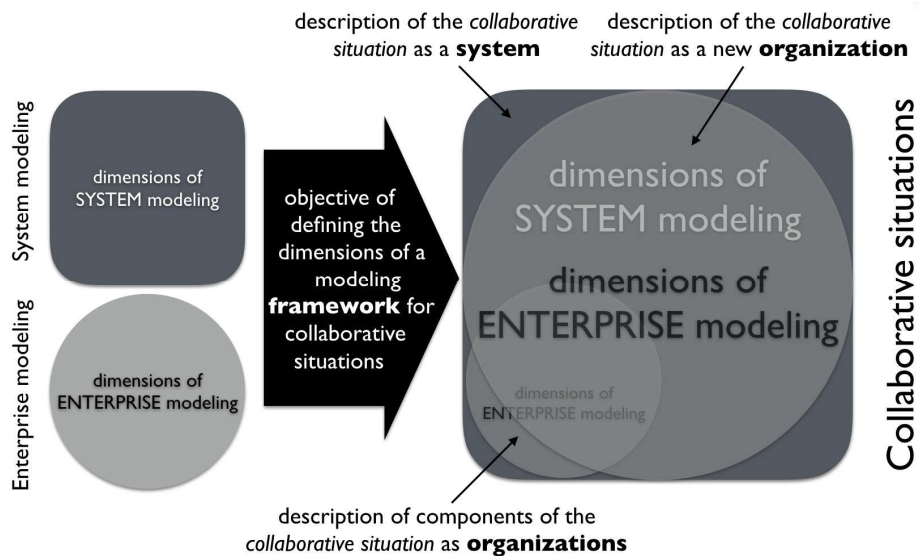 description of the collaborative
situation as a system
description of the collaborative
situation as a new organization
System modeling
dimensions of
SYSTEM modeling
Enterprise modeling
dimensions of
ENTERPRISE modeling
objective of
defining the
dimensions of a
modeling
framework for
collaborative
situations
dimensions of
SYSTEM modeling
dimensions of
ENTERPRISE modeling
dimensions of
ENTERPRISE modeling
Collaborative situations
description of components of the
collaborative situation as organizations